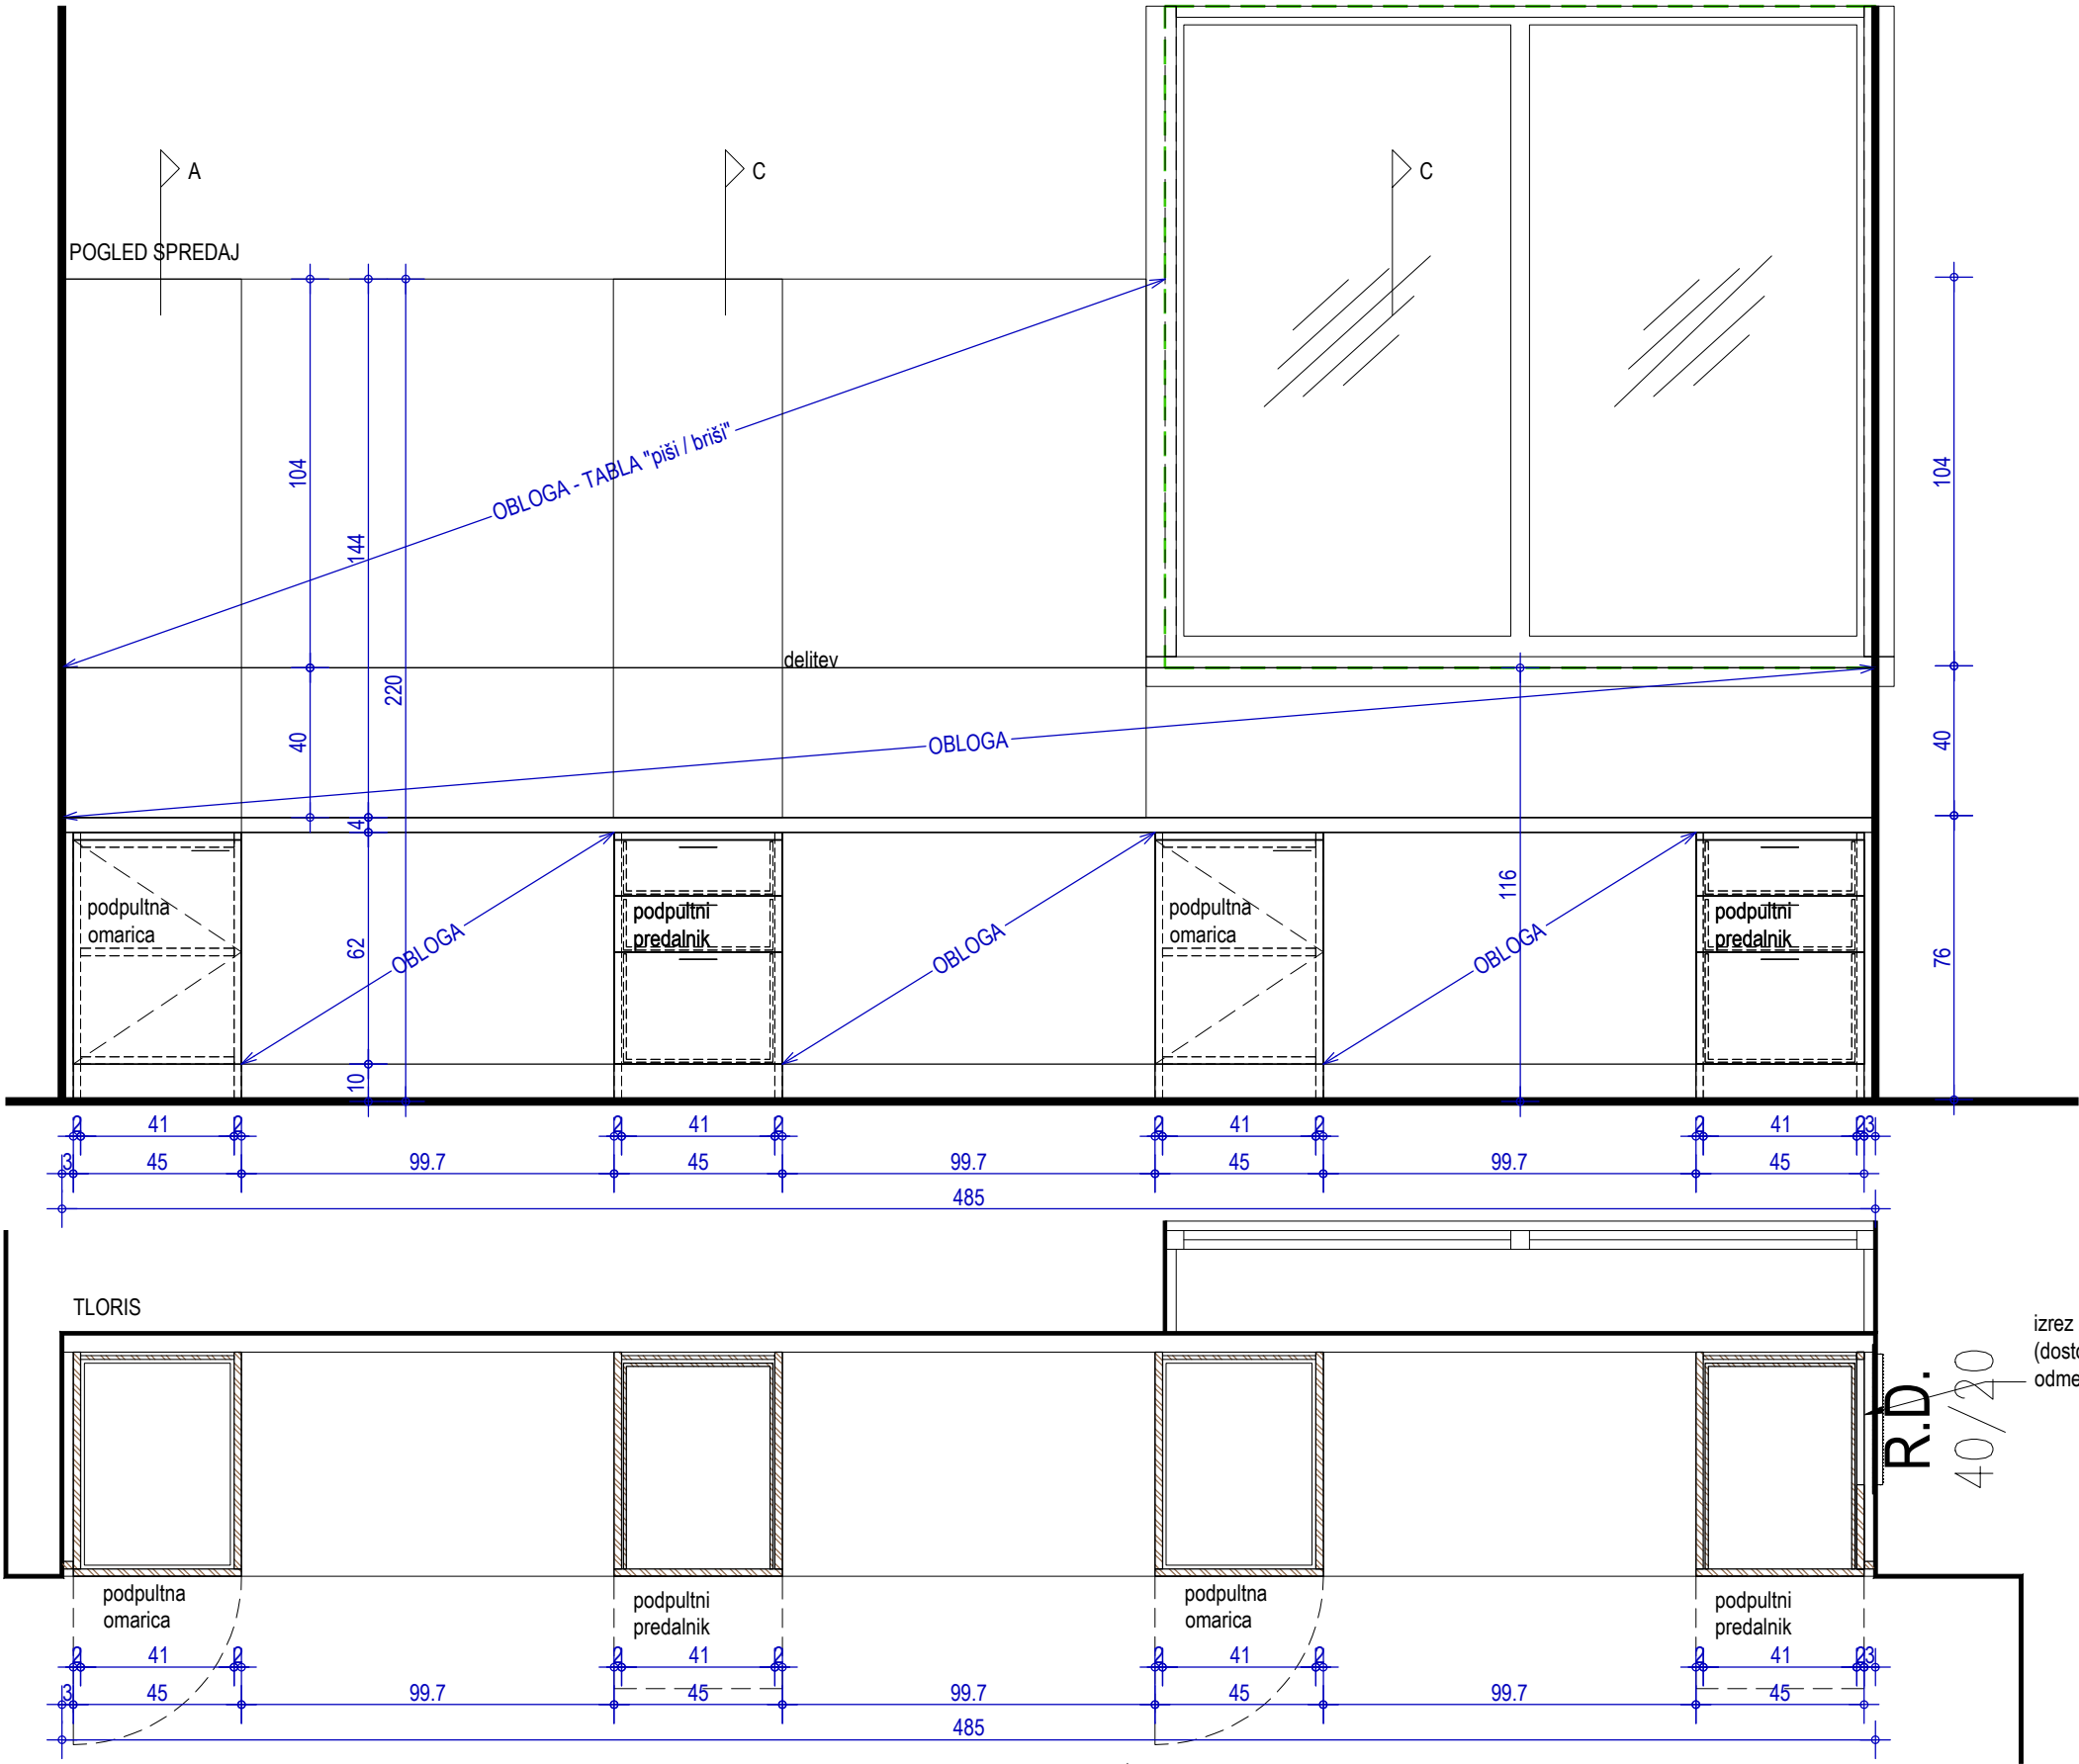 A
C
C
POGLED SPREDAJ
104
144
220
40
4
62
10
OBLOGA - TABLA "piši / briši"
delitev
OBLOGA
104
40
76
116
podpultna
omarica
OBLOGA
podpultni
predalnik
OBLOGA
podpultna
omarica
OBLOGA
podpultni
predalnik
2 41 2 2 41 2 2 41 2 2 41 2 3
3 45 99.7 45 99.7 45 99.7 45
485
TLORIS
izrez
R.D.
40/20
podpultna
omarica
podpultni
predalnik
podpultna
omarica
podpultni
predalnik
2 41 2 2 41 2 2 41 2 2 41 2 3
3 45 99.7 45 99.7 45 99.7 45
485